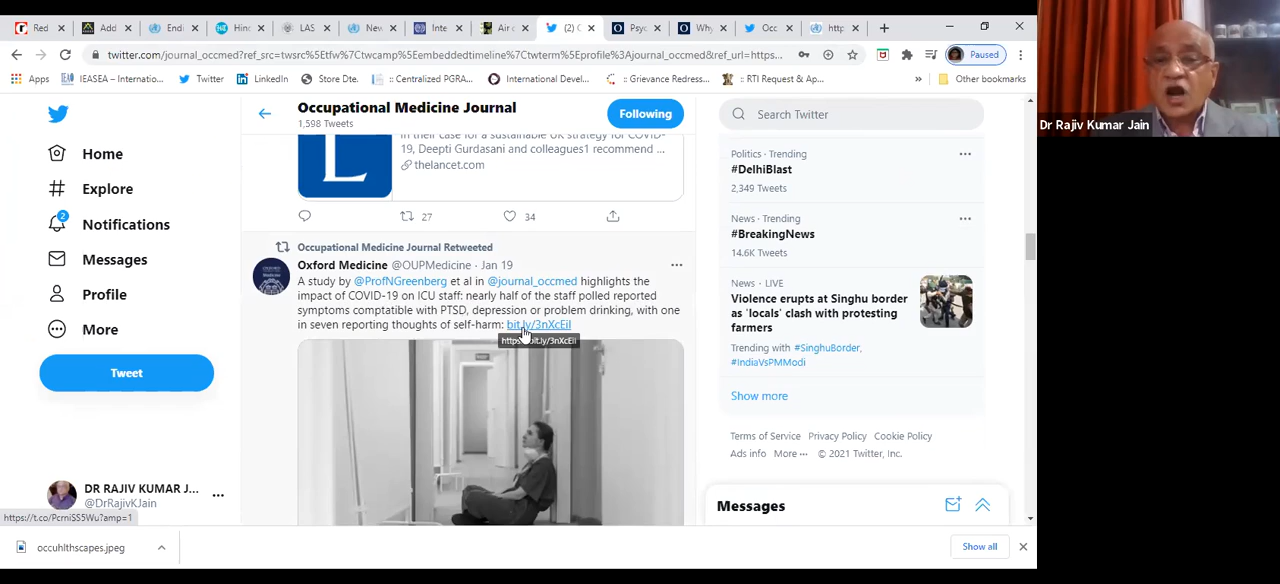 Red
Add
Endi
Hind
LAS
Nev
Inte
Air c
(2) C
Psyc
Why
Occ
http
twitter.com/journal_occmed?ref_src=twsrc%5Etfw%7Ctwcamp%5Eembeddedtimeline%7Ctwterm%5Eprofile%3Ajournal_occmed&ref_url=https...
Paused
Apps
IEASEA – Internatio...
Twitter
LinkedIn
Store Dte.
:: Centralized PGRA...
International Devel...
:: Grievance Redress...
:: RTI Request & Ap...
»
Other bookmarks
Dr Rajiv Kumar Jain
Home
Explore
2
Notifications
Messages
Profile
More
Tweet
DR RAJIV KUMAR J...
@DrRajivKJain
Occupational Medicine Journal
1,598 Tweets
Following
in their case for a sustainable UK strategy for COVID-
19, Deepti Gurdasani and colleagues1 recommend ...
thelancet.com
L
27
34
Occupational Medicine Journal Retweeted
Oxford Medicine @OUPMedicine · Jan 19
A study by @ProfNGreenberg et al in @journal_occmed highlights the
impact of COVID-19 on ICU staff: nearly half of the staff polled reported
symptoms comptatible with PTSD, depression or problem drinking, with one
in seven reporting thoughts of self-harm: bit.ly/3nXcEil
Search Twitter
Politics · Trending
#DelhiBlast
2,349 Tweets
News · Trending
#BreakingNews
14.6K Tweets
News · LIVE
Violence erupts at Singhu border
as 'locals' clash with protesting
farmers
Trending with #SinghuBorder,
#IndiaVsPMModi
Show more
Terms of Service Privacy Policy Cookie Policy
Ads info More ··· © 2021 Twitter, Inc.
Messages
https://t.co/PcrniSS5Wu?amp=1
occuhlthscapes.jpeg
Show all